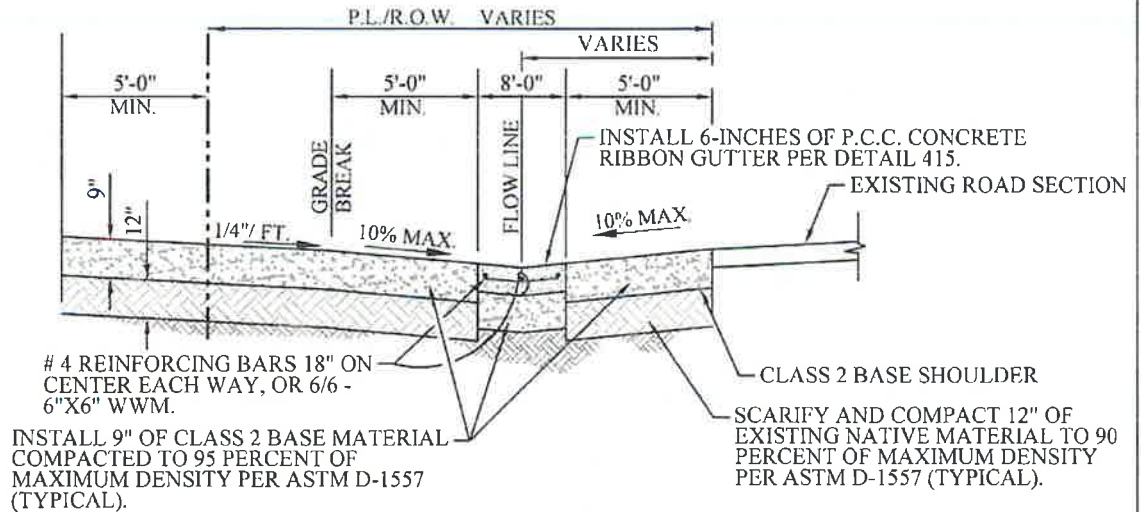 P.L./R.O.W. VARIES
VARIES
5'-0"
MIN.
5'-0"
MIN.
8'-0"
5'-0"
MIN.
GRADE
BREAK
FLOW LINE
INSTALL 6-INCHES OF P.C.C. CONCRETE
RIBBON GUTTER PER DETAIL 415.
EXISTING ROAD SECTION
9"
12"
1/4"/ FT.
10% MAX.
10% MAX.
# 4 REINFORCING BARS 18" ON
CENTER EACH WAY, OR 6/6 -
6"X6" WWM.
INSTALL 9" OF CLASS 2 BASE MATERIAL
COMPACTED TO 95 PERCENT OF
MAXIMUM DENSITY PER ASTM D-1557
(TYPICAL).
CLASS 2 BASE SHOULDER
SCARIFY AND COMPACT 12" OF
EXISTING NATIVE MATERIAL TO 90
PERCENT OF MAXIMUM DENSITY
PER ASTM D-1557 (TYPICAL).